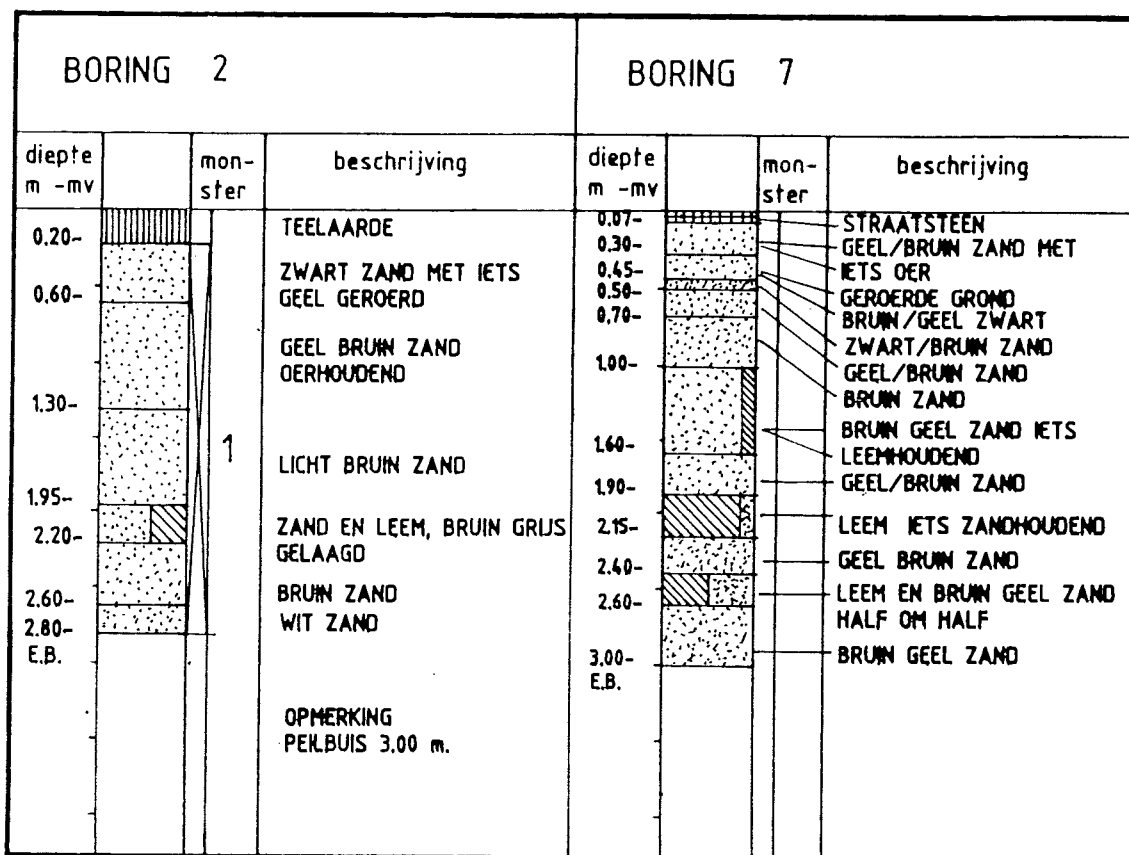 BORING 2
diepte
m -mv
mon-
ster
beschrijving
0.20-
0.60-
1.30-
1.95-
2.20-
2.60-
2.80-
E.B.
1
TEELAARDE
ZWART ZAND MET IETS
GEEL GEROERD
GEEL BRUIN ZAND
OERHOUDEND
LICHT BRUIN ZAND
ZAND EN LEEM, BRUIN GRIJS
GELAAGD
BRUIN ZAND
WIT ZAND
OPMERKING
PEILBUIS 3.00 m.
BORING 7
diepte
m -mv
mon-
ster
beschrijving
0.07-
0.30-
0.45-
0.50-
0.70-
1.00-
1.60-
1.90-
2.15-
2.40-
2.60-
3.00-
E.B.
STRAATSTEEN
GEEL/BRUIN ZAND MET
IETS OER
GEROERDE GROND
BRUIN/GEEL ZWART
ZWART/BRUIN ZAND
GEEL/BRUIN ZAND
BRUIN ZAND
BRUIN GEEL ZAND IETS
LEEMHOUDEND
GEEL/BRUIN ZAND
LEEM IETS ZANDHOUDEND
GEEL BRUIN ZAND
LEEM EN BRUIN GEEL ZAND
HALF OM HALF
BRUIN GEEL ZAND